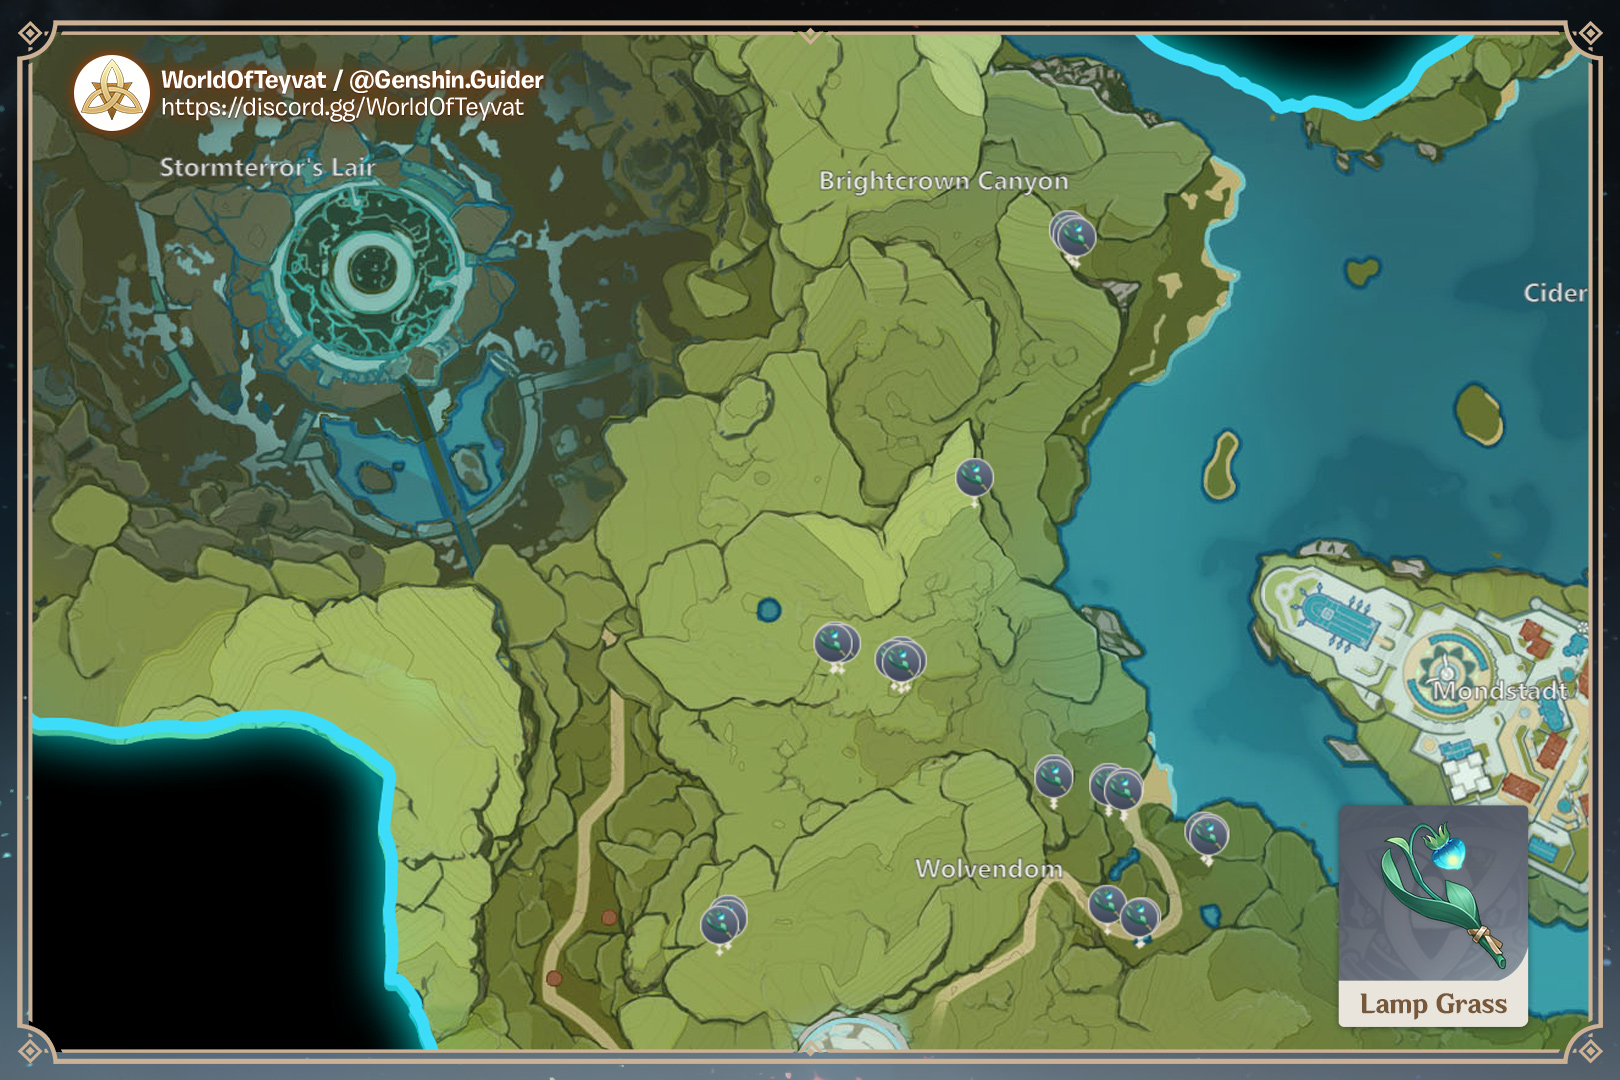 WorldOfTeyvat / @Genshin.Guider
https://discord.gg/WorldOfTeyvat
Stormterror's Lair
Brightcrown Canyon
Cider
Mondstadt
Wolvendom
Lamp Grass